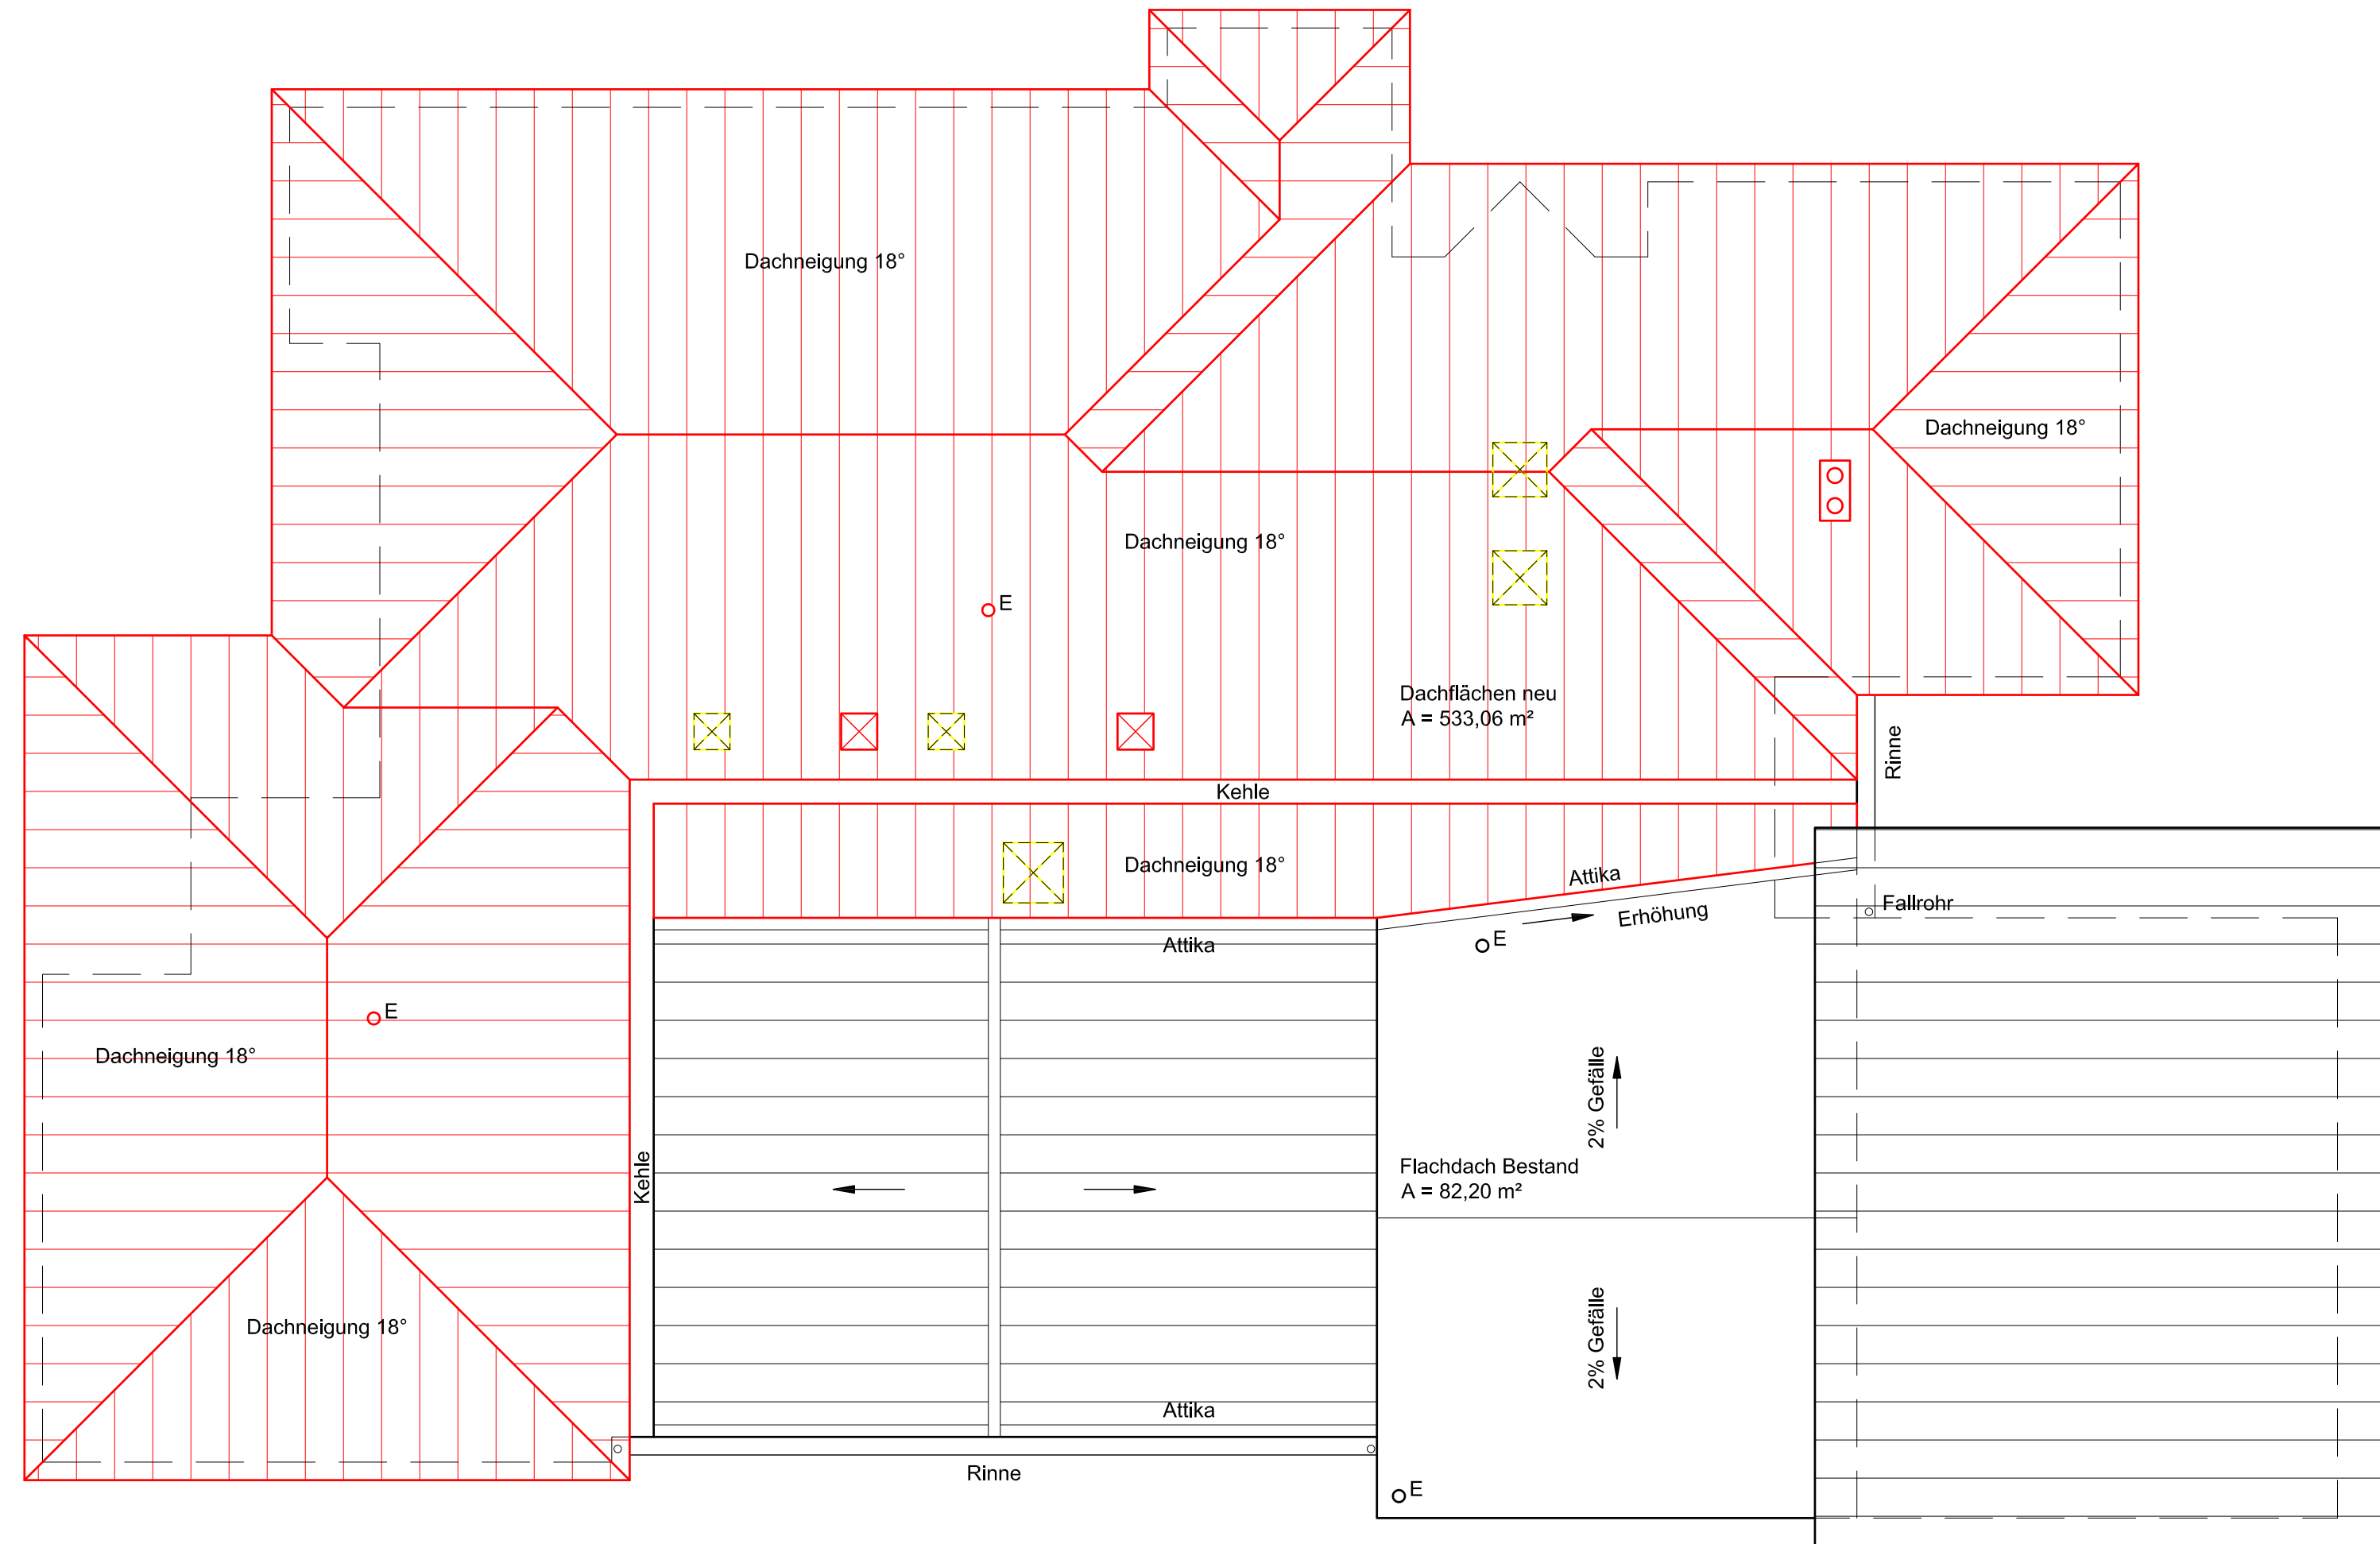 Dachneigung 18°
Dachneigung 18°
Dachneigung 18°
E
Dachflächen neu
A = 533,06 m²
Rinne
Kehle
Dachneigung 18°
Attika
Erhöhung
Fallrohr
E
Attika
E
Dachneigung 18°
2% Gefälle
Kehle
Flachdach Bestand
A = 82,20 m²
Dachneigung 18°
2% Gefälle
Attika
Rinne
E